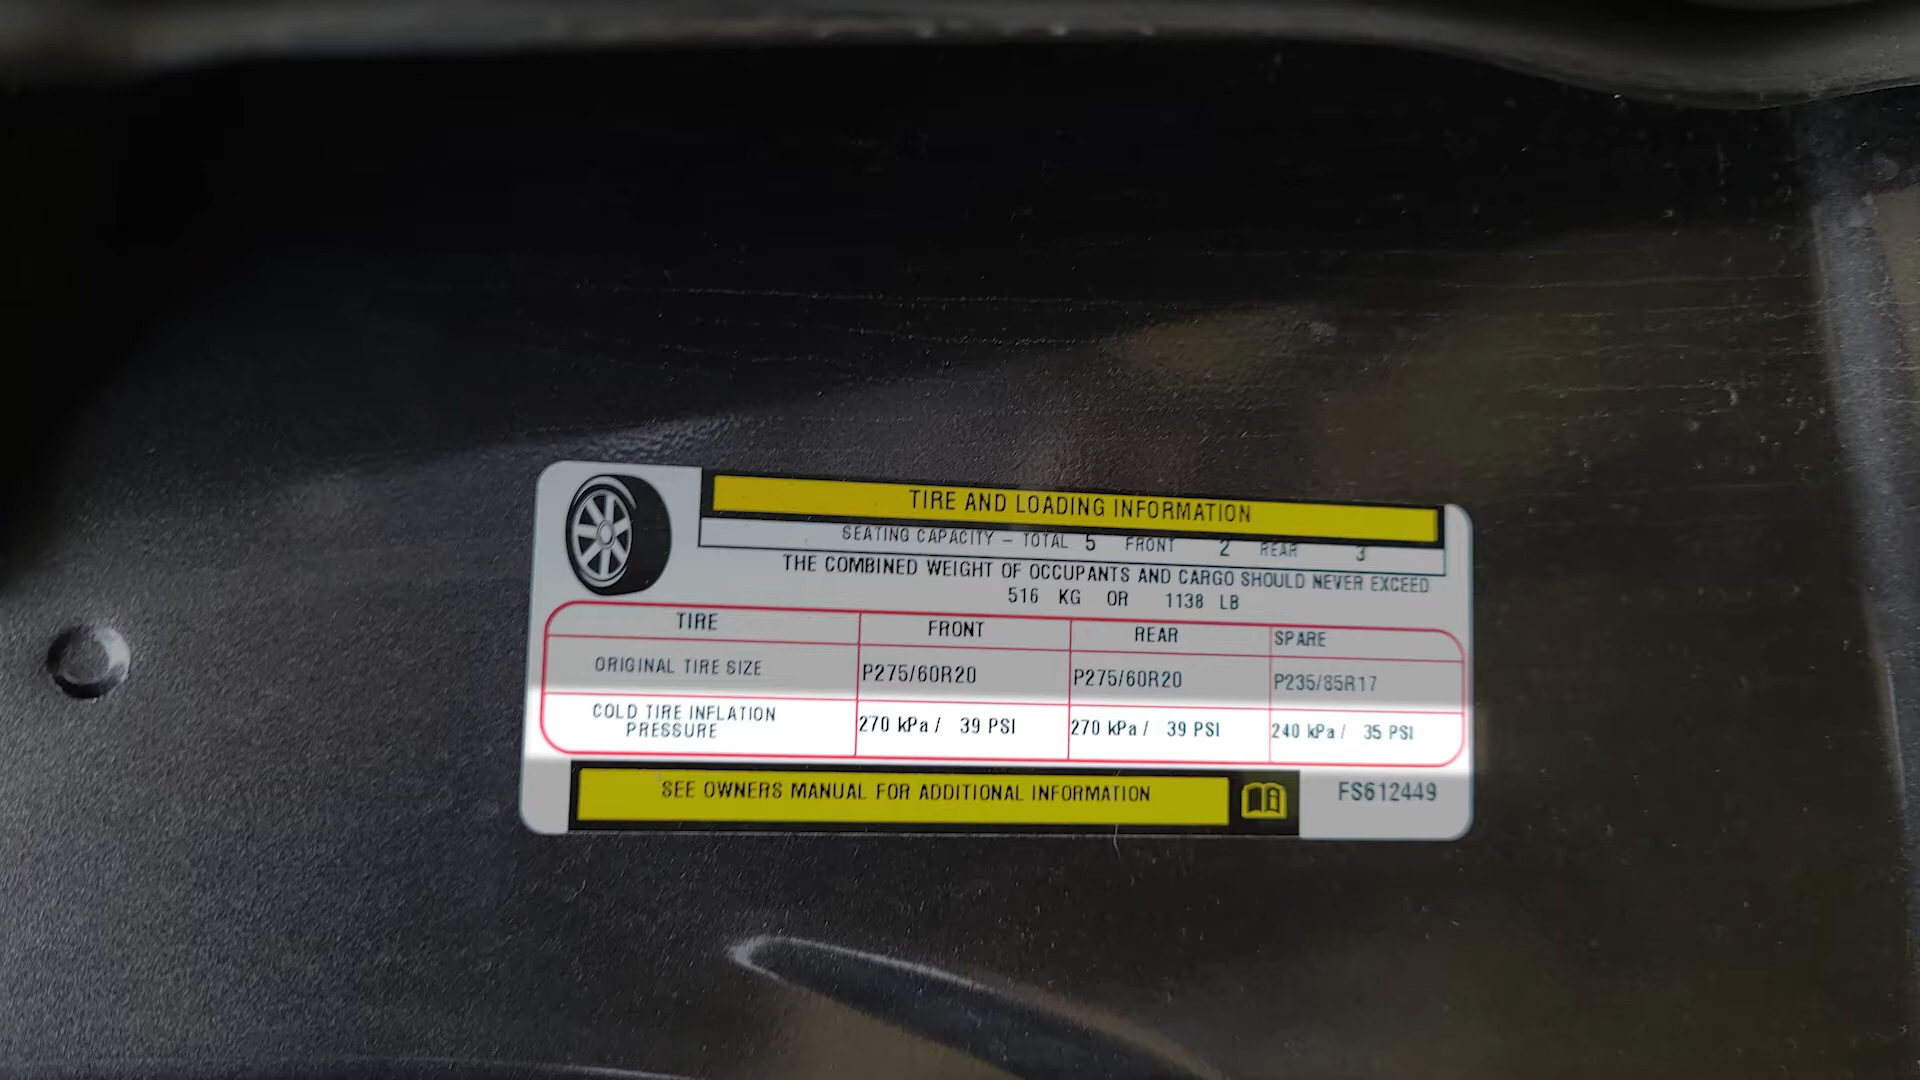 TIRE AND LOADING INFORMATION
SEATING CAPACITY – TOTAL 5 FRONT 2 REAR 3
THE COMBINED WEIGHT OF OCCUPANTS AND CARGO SHOULD NEVER EXCEED
516 KG OR 1138 LB
TIRE FRONT REAR SPARE
ORIGINAL TIRE SIZE P275/60R20 P275/60R20 P235/85R17
COLD TIRE INFLATION
PRESSURE 270 kPa / 39 PSI 270 kPa / 39 PSI 240 kPa / 35 PSI
SEE OWNERS MANUAL FOR ADDITIONAL INFORMATION
FS612449